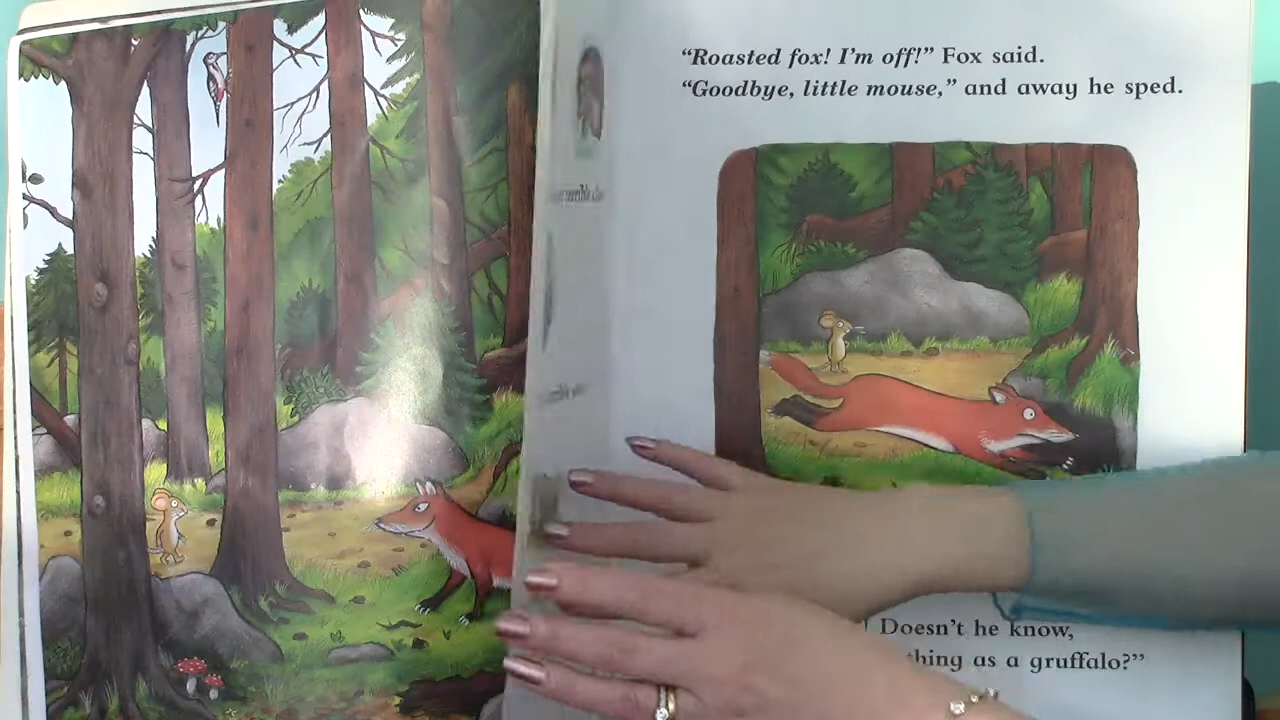 “Roasted fox! I’m off!” Fox said.
“Goodbye, little mouse,” and away he sped.
Doesn’t he know,
thing as a gruffalo?”